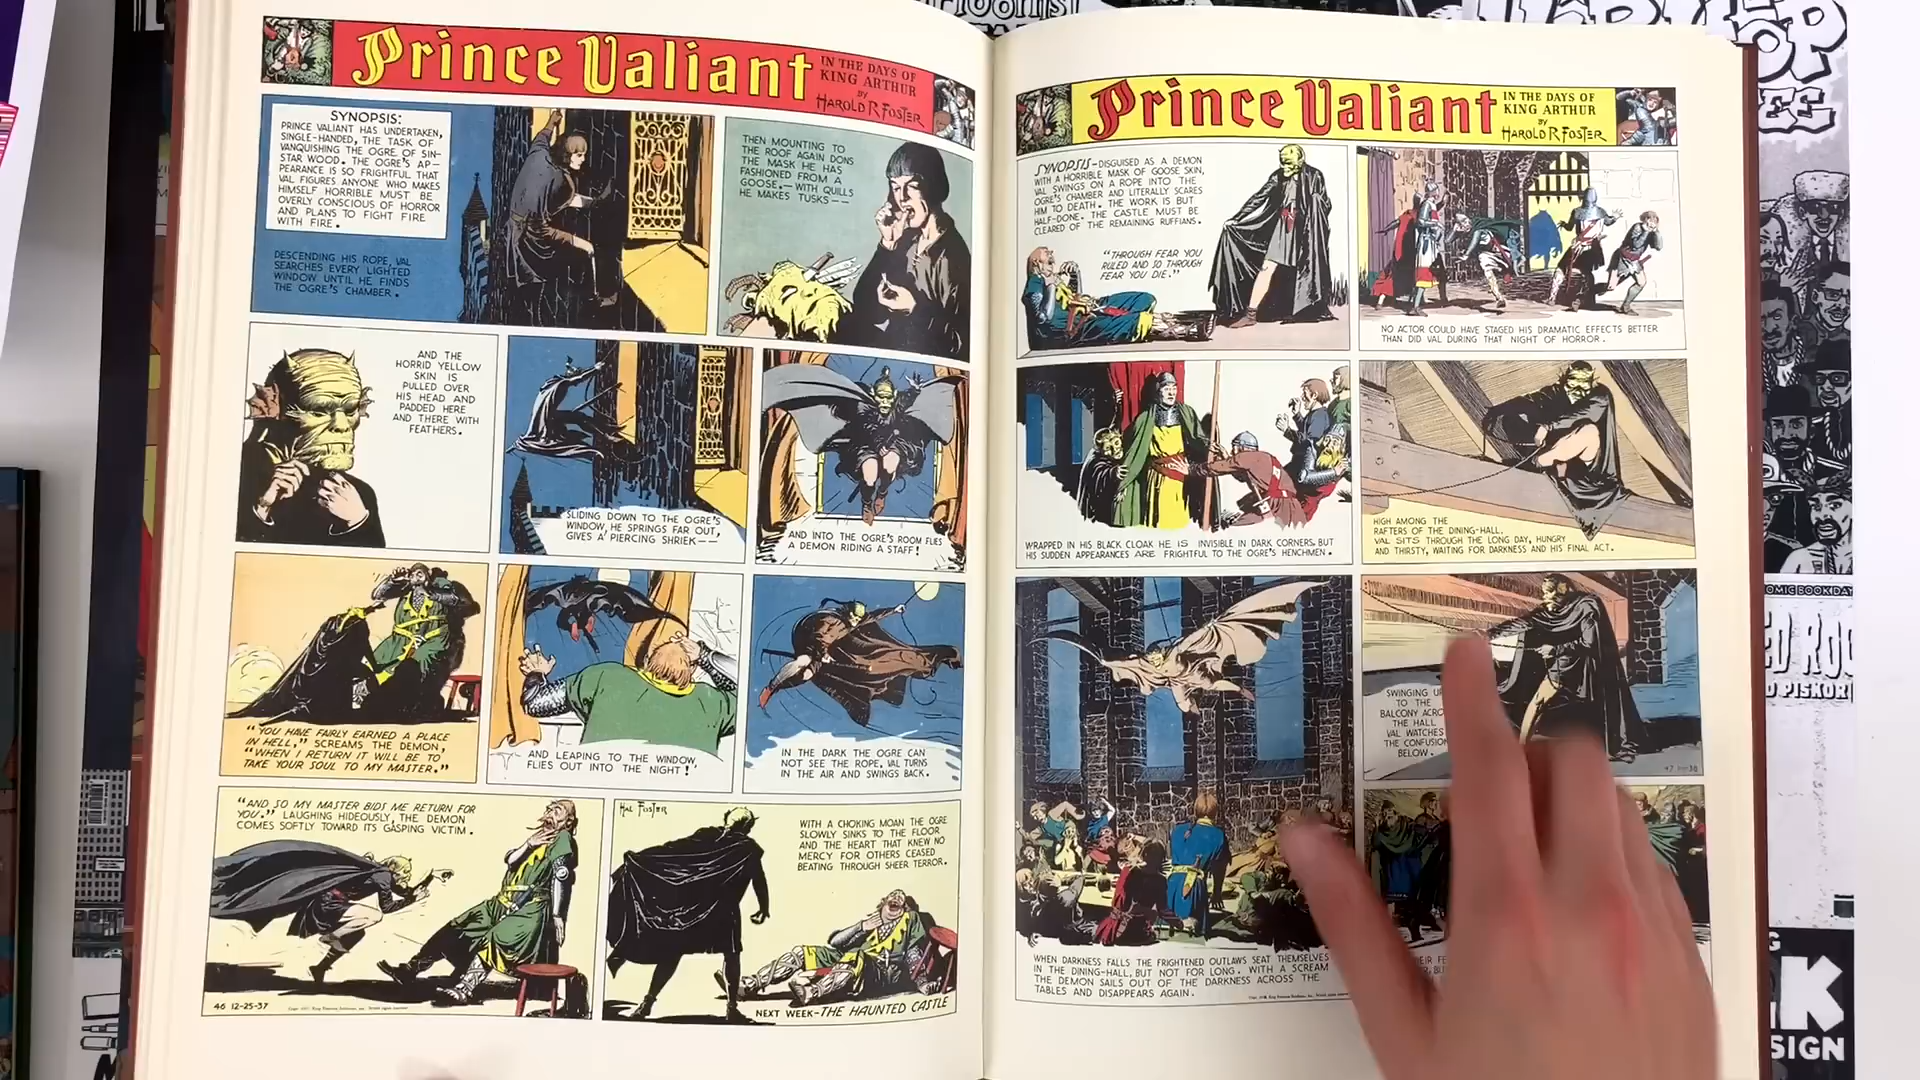 Prince Valiant
IN THE DAYS OF
KING ARTHUR
BY
HAROLD R FOSTER
SYNOPSIS:
PRINCE VALIANT HAS UNDERTAKEN,
SINGLE-HANDED, THE TASK OF
VANQUISHING THE OGRE OF SIN-
STAR WOOD. THE OGRE'S AP-
PEARANCE IS SO FRIGHTFUL THAT
VAL FIGURES ANYONE WHO MAKES
HIMSELF HORRIBLE MUST BE
OVERLY CONSCIOUS OF HORROR
AND PLANS TO FIGHT FIRE
WITH FIRE.
DESCENDING HIS ROPE, VAL
SEARCHES EVERY LIGHTED
WINDOW UNTIL HE FINDS
THE OGRE'S CHAMBER.
THEN MOUNTING TO
THE ROOF AGAIN DONS
THE MASK HE HAS
FASHIONED FROM A
GOOSE,— WITH QUILLS
HE MAKES TUSKS——
AND THE
HORRID YELLOW
SKIN IS
PULLED OVER
HIS HEAD AND
PADDED HERE
AND THERE WITH
FEATHERS.
SLIDING DOWN TO THE OGRE'S
WINDOW, HE SPRINGS FAR OUT,
GIVES A PIERCING SHRIEK——
AND INTO THE OGRE'S ROOM FLIES
A DEMON RIDING A STAFF!
"YOU HAVE FAIRLY EARNED A PLACE
IN HELL," SCREAMS THE DEMON,
"WHEN I RETURN IT WILL BE TO
TAKE YOUR SOUL TO MY MASTER."
AND LEAPING TO THE WINDOW,
FLIES OUT INTO THE NIGHT!
IN THE DARK THE OGRE CAN
NOT SEE THE ROPE. VAL TURNS
IN THE AIR AND SWINGS BACK.
"AND SO MY MASTER BIDS ME RETURN FOR
YOU." LAUGHING HIDEOUSLY, THE DEMON
COMES SOFTLY TOWARD ITS GASPING VICTIM.
46 12-25-37
HAL FOSTER
WITH A CHOKING MOAN THE OGRE
SLOWLY SINKS TO THE FLOOR
AND THE HEART THAT KNEW NO
MERCY FOR OTHERS CEASED
BEATING THROUGH SHEER TERROR.
NEXT WEEK-THE HAUNTED CASTLE
Prince Valiant
IN THE DAYS OF
KING ARTHUR
BY
HAROLD R FOSTER
SYNOPSIS-DISGUISED AS A DEMON
WITH A HORRIBLE MASK OF GOOSE SKIN,
VAL SWINGS ON A ROPE INTO THE
OGRE'S CHAMBER AND LITERALLY SCARES
HIM TO DEATH. THE WORK IS BUT
HALF-DONE. THE CASTLE MUST BE
CLEARED OF THE REMAINING RUFFIANS.
"THROUGH FEAR YOU
RULED AND SO THROUGH
FEAR YOU DIE."
NO ACTOR COULD HAVE STAGED HIS DRAMATIC EFFECTS BETTER
THAN DID VAL DURING THAT NIGHT OF HORROR.
WRAPPED IN HIS BLACK CLOAK HE IS INVISIBLE IN DARK CORNERS. BUT
HIS SUDDEN APPEARANCES ARE FRIGHTFUL TO THE OGRE'S HENCHMEN.
HIGH AMONG THE
RAFTERS OF THE DINING-HALL,
VAL SITS THROUGH THE LONG DAY, HUNGRY
AND THIRSTY, WAITING FOR DARKNESS AND HIS FINAL ACT.
WHEN DARKNESS FALLS THE FRIGHTENED OUTLAWS SEAT THEMSELVES
IN THE DINING-HALL, BUT NOT FOR LONG. WITH A SCREAM
THE DEMON SAILS OUT OF THE DARKNESS ACROSS THE
TABLES AND DISAPPEARS AGAIN.
SWINGING U
TO THE
BALCONY ACRO
THE HALL
VAL WATCHES
THE CONFUSION
BELOW.
OMIC BOOK DAY
ED ROO
D PISKOR
K
SIGN